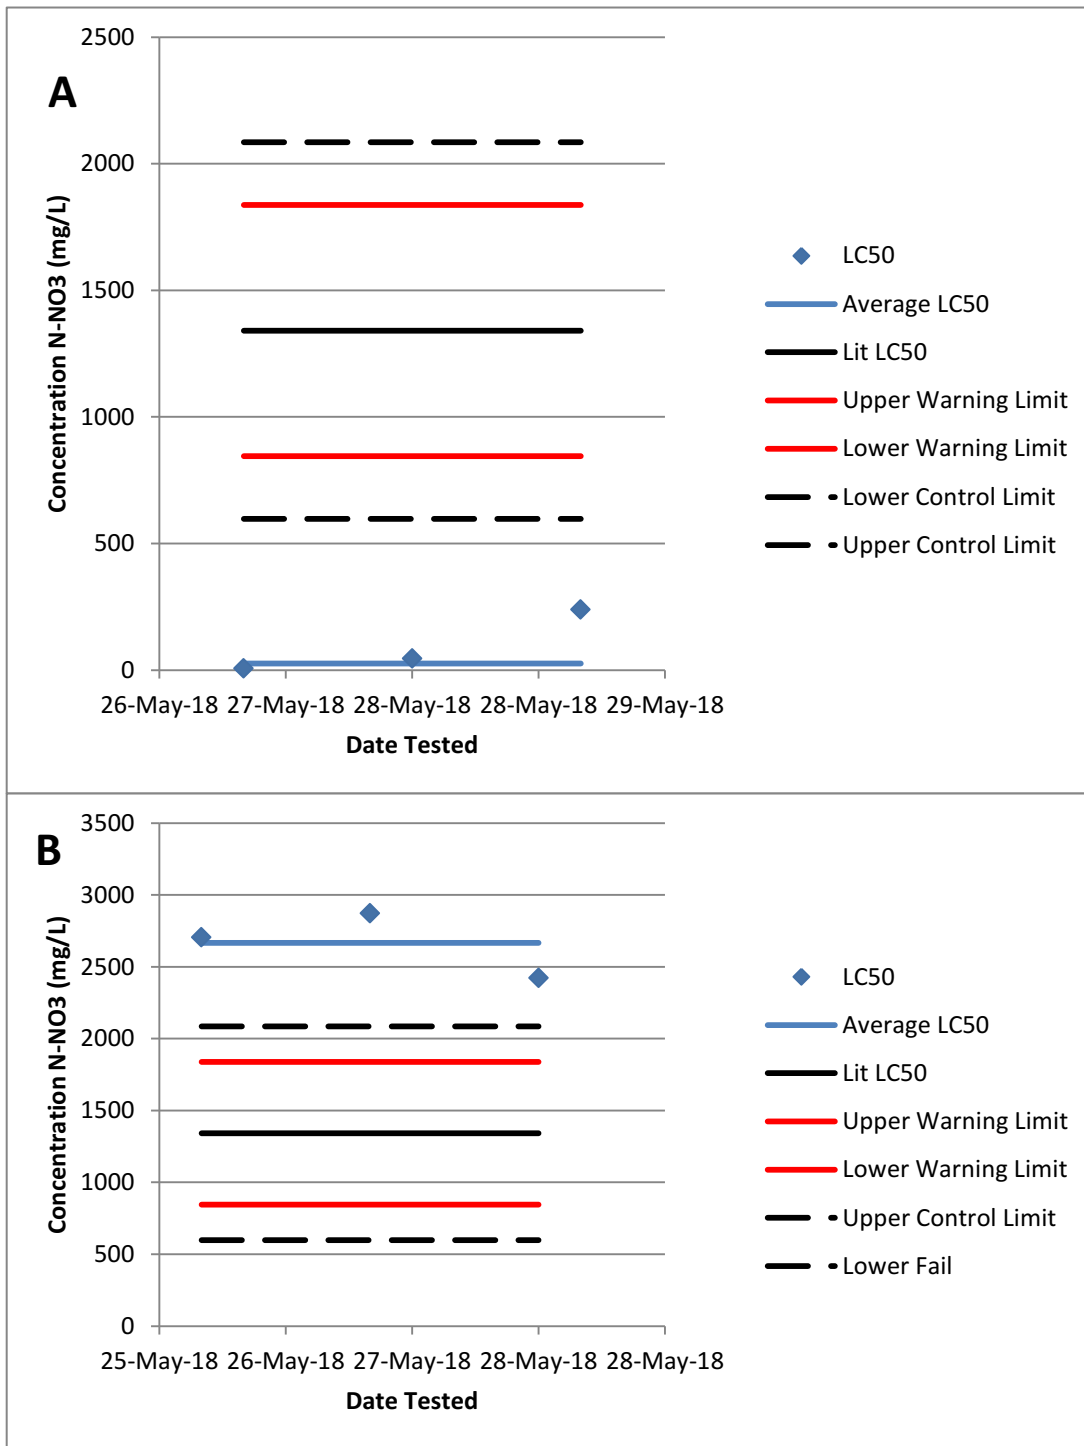 A
2500
2000
1500
1000
500
0
Concentration N-NO3 (mg/L)
26-May-18 27-May-18 28-May-18 28-May-18 29-May-18
Date Tested
LC50
Average LC50
Lit LC50
Upper Warning Limit
Lower Warning Limit
Lower Control Limit
Upper Control Limit
B
3500
3000
2500
2000
1500
1000
500
0
Concentration N-NO3 (mg/L)
25-May-18 26-May-18 27-May-18 28-May-18 28-May-18
Date Tested
LC50
Average LC50
Lit LC50
Upper Warning Limit
Lower Warning Limit
Upper Control Limit
Lower Fail